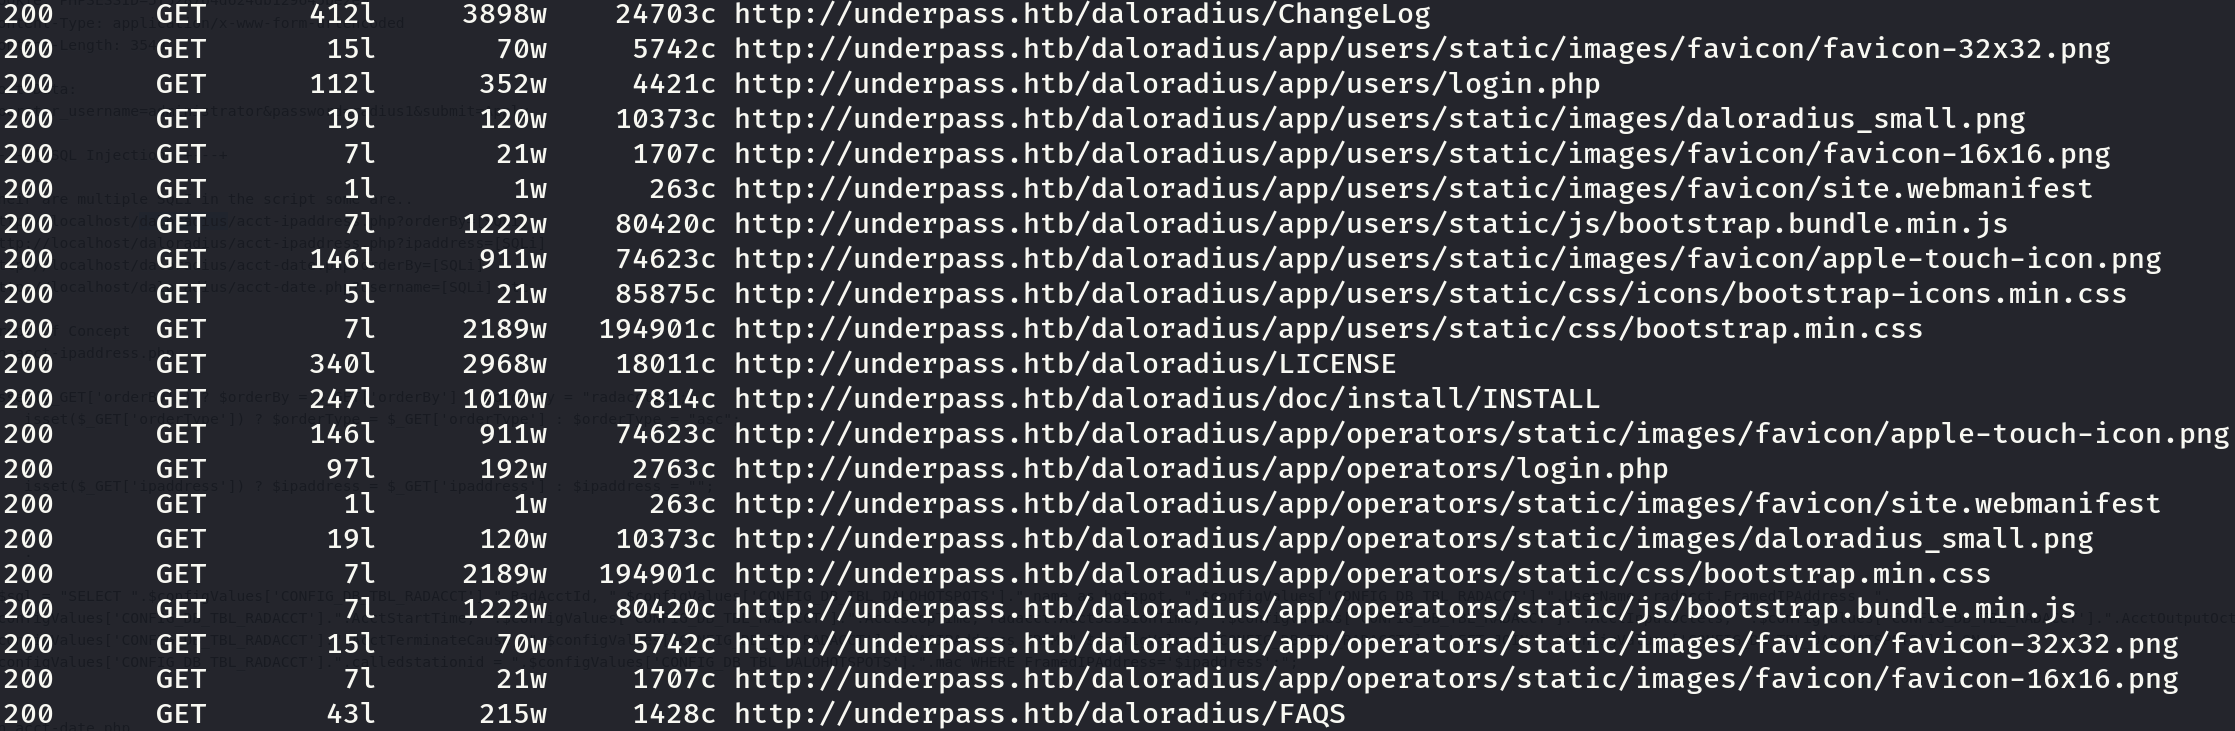 200 GET 412l 3898w 24703c http://underpass.htb/daloradius/ChangeLog
200 GET 15l 70w 5742c http://underpass.htb/daloradius/app/users/static/images/favicon/favicon-32x32.png
200 GET 112l 352w 4421c http://underpass.htb/daloradius/app/users/login.php
200 GET 19l 120w 10373c http://underpass.htb/daloradius/app/users/static/images/daloradius_small.png
200 GET 7l 21w 1707c http://underpass.htb/daloradius/app/users/static/images/favicon/favicon-16x16.png
200 GET 1l 1w 263c http://underpass.htb/daloradius/app/users/static/images/favicon/site.webmanifest
200 GET 7l 1222w 80420c http://underpass.htb/daloradius/app/users/static/js/bootstrap.bundle.min.js
200 GET 146l 911w 74623c http://underpass.htb/daloradius/app/users/static/images/favicon/apple-touch-icon.png
200 GET 5l 21w 85875c http://underpass.htb/daloradius/app/users/static/css/icons/bootstrap-icons.min.css
200 GET 7l 2189w 194901c http://underpass.htb/daloradius/app/users/static/css/bootstrap.min.css
200 GET 340l 2968w 18011c http://underpass.htb/daloradius/LICENSE
200 GET 247l 1010w 7814c http://underpass.htb/daloradius/doc/install/INSTALL
200 GET 146l 911w 74623c http://underpass.htb/daloradius/app/operators/static/images/favicon/apple-touch-icon.png
200 GET 97l 192w 2763c http://underpass.htb/daloradius/app/operators/login.php
200 GET 1l 1w 263c http://underpass.htb/daloradius/app/operators/static/images/favicon/site.webmanifest
200 GET 19l 120w 10373c http://underpass.htb/daloradius/app/operators/static/images/daloradius_small.png
200 GET 7l 2189w 194901c http://underpass.htb/daloradius/app/operators/static/css/bootstrap.min.css
200 GET 7l 1222w 80420c http://underpass.htb/daloradius/app/operators/static/js/bootstrap.bundle.min.js
200 GET 15l 70w 5742c http://underpass.htb/daloradius/app/operators/static/images/favicon/favicon-32x32.png
200 GET 7l 21w 1707c http://underpass.htb/daloradius/app/operators/static/images/favicon/favicon-16x16.png
200 GET 43l 215w 1428c http://underpass.htb/daloradius/FAQS